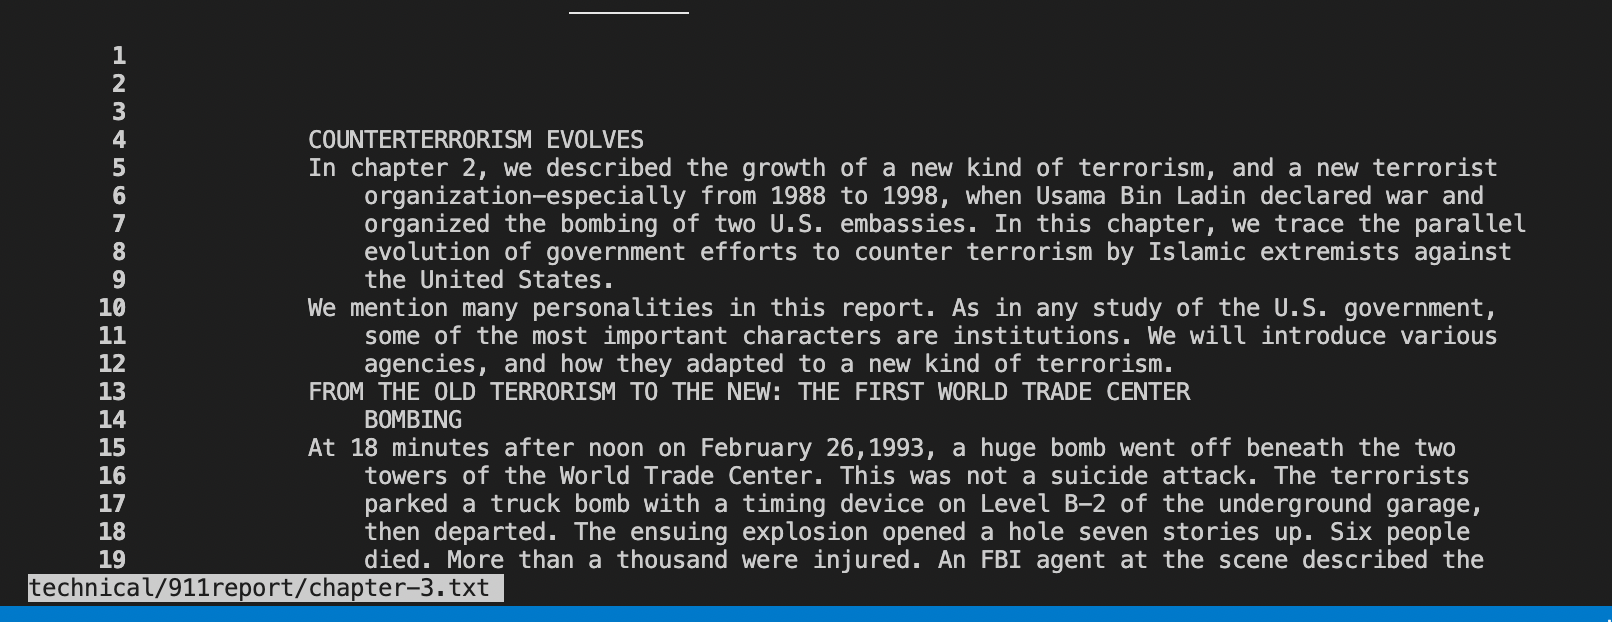 1
2
3
4 COUNTERTERRORISM EVOLVES
5 In chapter 2, we described the growth of a new kind of terrorism, and a new terrorist
6 organization—especially from 1988 to 1998, when Usama Bin Ladin declared war and
7 organized the bombing of two U.S. embassies. In this chapter, we trace the parallel
8 evolution of government efforts to counter terrorism by Islamic extremists against
9 the United States.
10 We mention many personalities in this report. As in any study of the U.S. government,
11 some of the most important characters are institutions. We will introduce various
12 agencies, and how they adapted to a new kind of terrorism.
13 FROM THE OLD TERRORISM TO THE NEW: THE FIRST WORLD TRADE CENTER
14 BOMBING
15 At 18 minutes after noon on February 26,1993, a huge bomb went off beneath the two
16 towers of the World Trade Center. This was not a suicide attack. The terrorists
17 parked a truck bomb with a timing device on Level B-2 of the underground garage,
18 then departed. The ensuing explosion opened a hole seven stories up. Six people
19 died. More than a thousand were injured. An FBI agent at the scene described the
technical/911report/chapter-3.txt